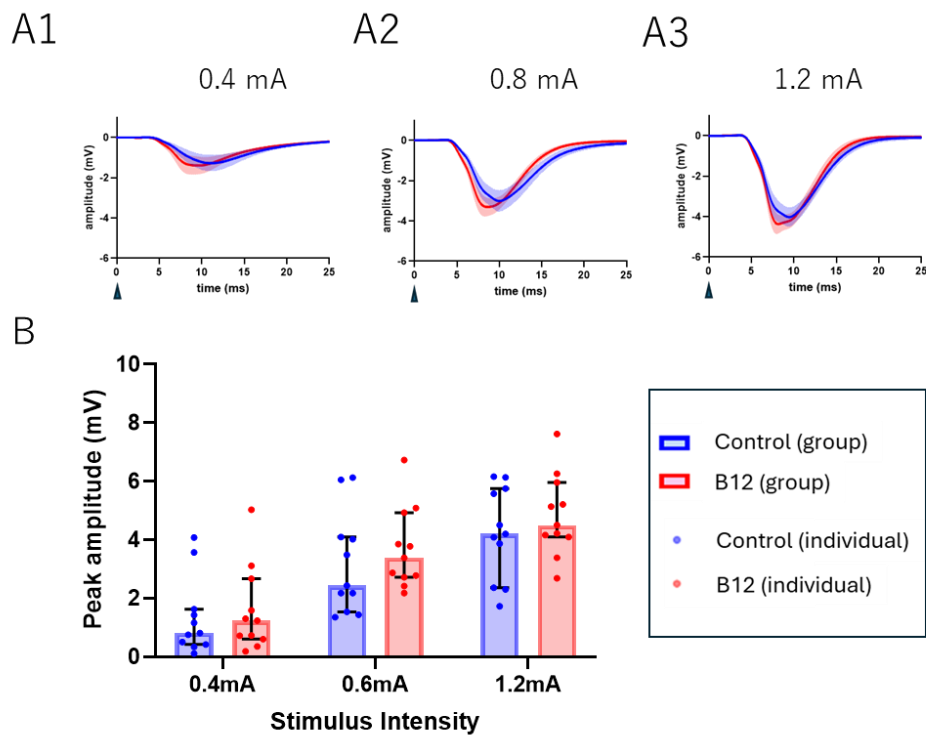 A1
A2
A3
0.4 mA
0.8 mA
1.2 mA
amplitude (mV)
0
-2
-4
-6
0
5
10
15
20
25
time (ms)
amplitude (mV)
0
-2
-4
-6
0
5
10
15
20
25
time (ms)
amplitude (mV)
0
-2
-4
-6
0
5
10
15
20
25
time (ms)
B
Peak amplitude (mV)
10
8
6
4
2
0
0.4mA
0.6mA
1.2mA
Stimulus Intensity
Control (group)
B12 (group)
Control (individual)
B12 (individual)